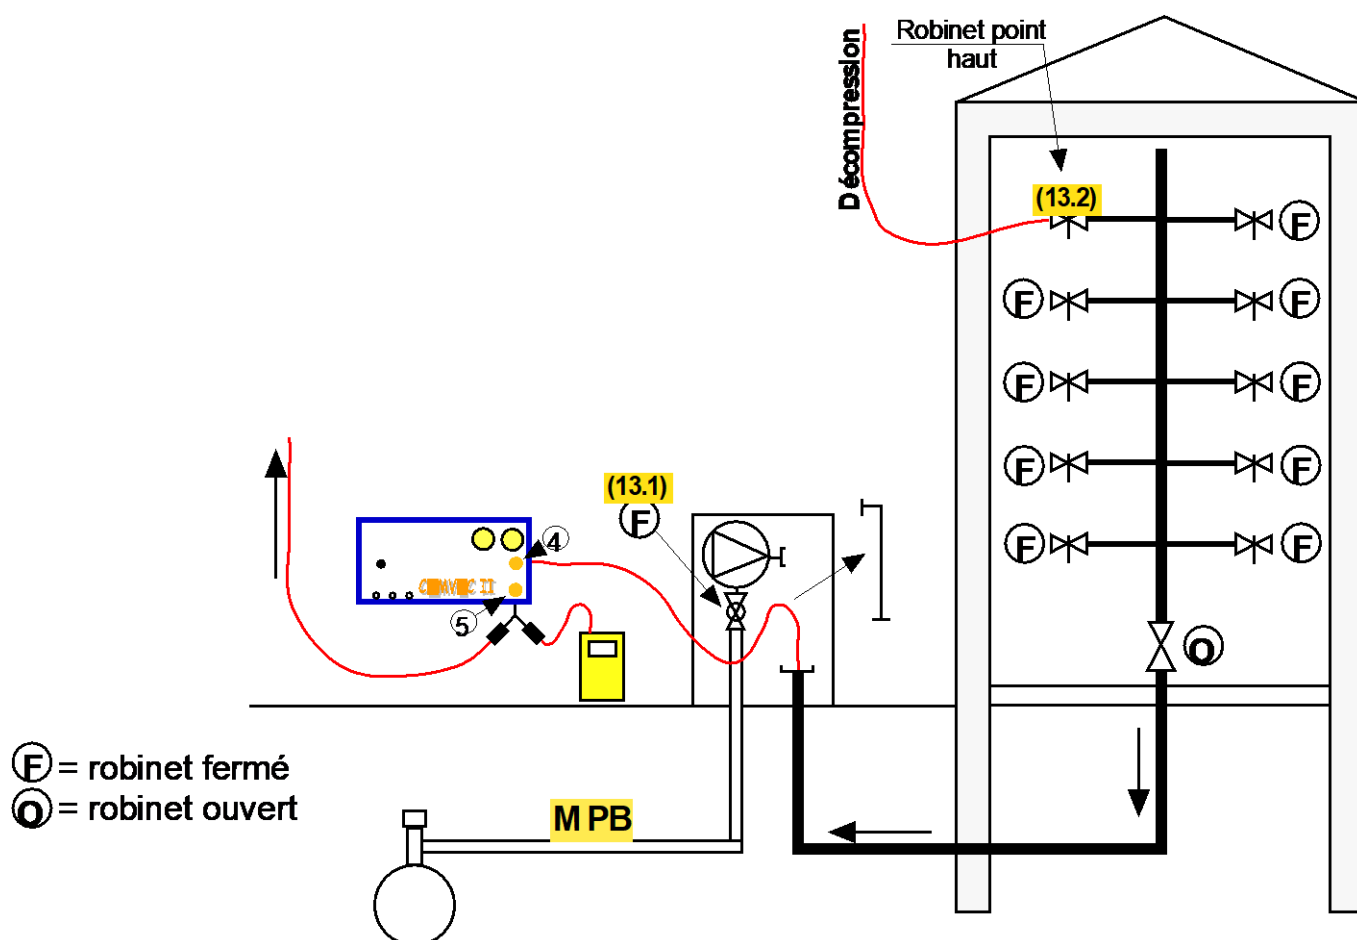 Robinet point
haut
Décompression
(13.2)
F
F
F
F
F
F
F
F
F
(13.1)
F
4
5
O
F = robinet fermé
O = robinet ouvert
M PB